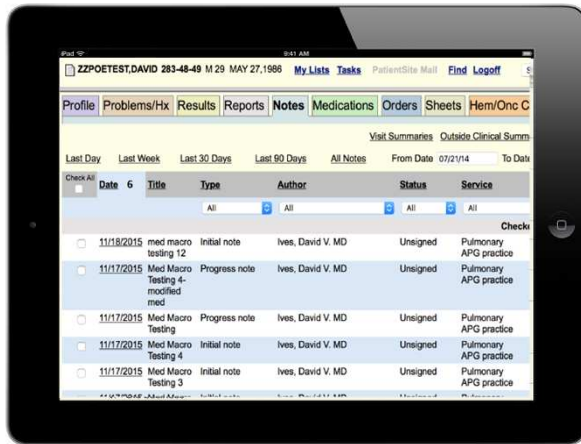 iPad 9:41 AM
ZZPOETEST,DAVID 283-48-49 M 29 MAY 27,1986 My Lists Tasks PatientSite Mail Find Logoff S
Profile Problems/Hx Results Reports Notes Medications Orders Sheets Hem/Onc C
Visit Summaries Outside Clinical Summ
Last Day Last Week Last 30 Days Last 90 Days All Notes From Date 07/21/14 To Date
Check All Date 6 Title Type Author Status Service
All All All All
Checke
11/18/2015 med macro Initial note Ives, David V. MD Unsigned Pulmonary
testing 12 APG practice
11/17/2015 Med Macro Progress note Ives, David V. MD Unsigned Pulmonary
Testing 4- APG practice
modified
med
11/17/2015 Med Macro Progress note Ives, David V. MD Unsigned Pulmonary
Testing APG practice
11/17/2015 Med Macro Initial note Ives, David V. MD Unsigned Pulmonary
Testing 4 APG practice
11/17/2015 Med Macro Initial note Ives, David V. MD Unsigned Pulmonary
Testing 3 APG practice